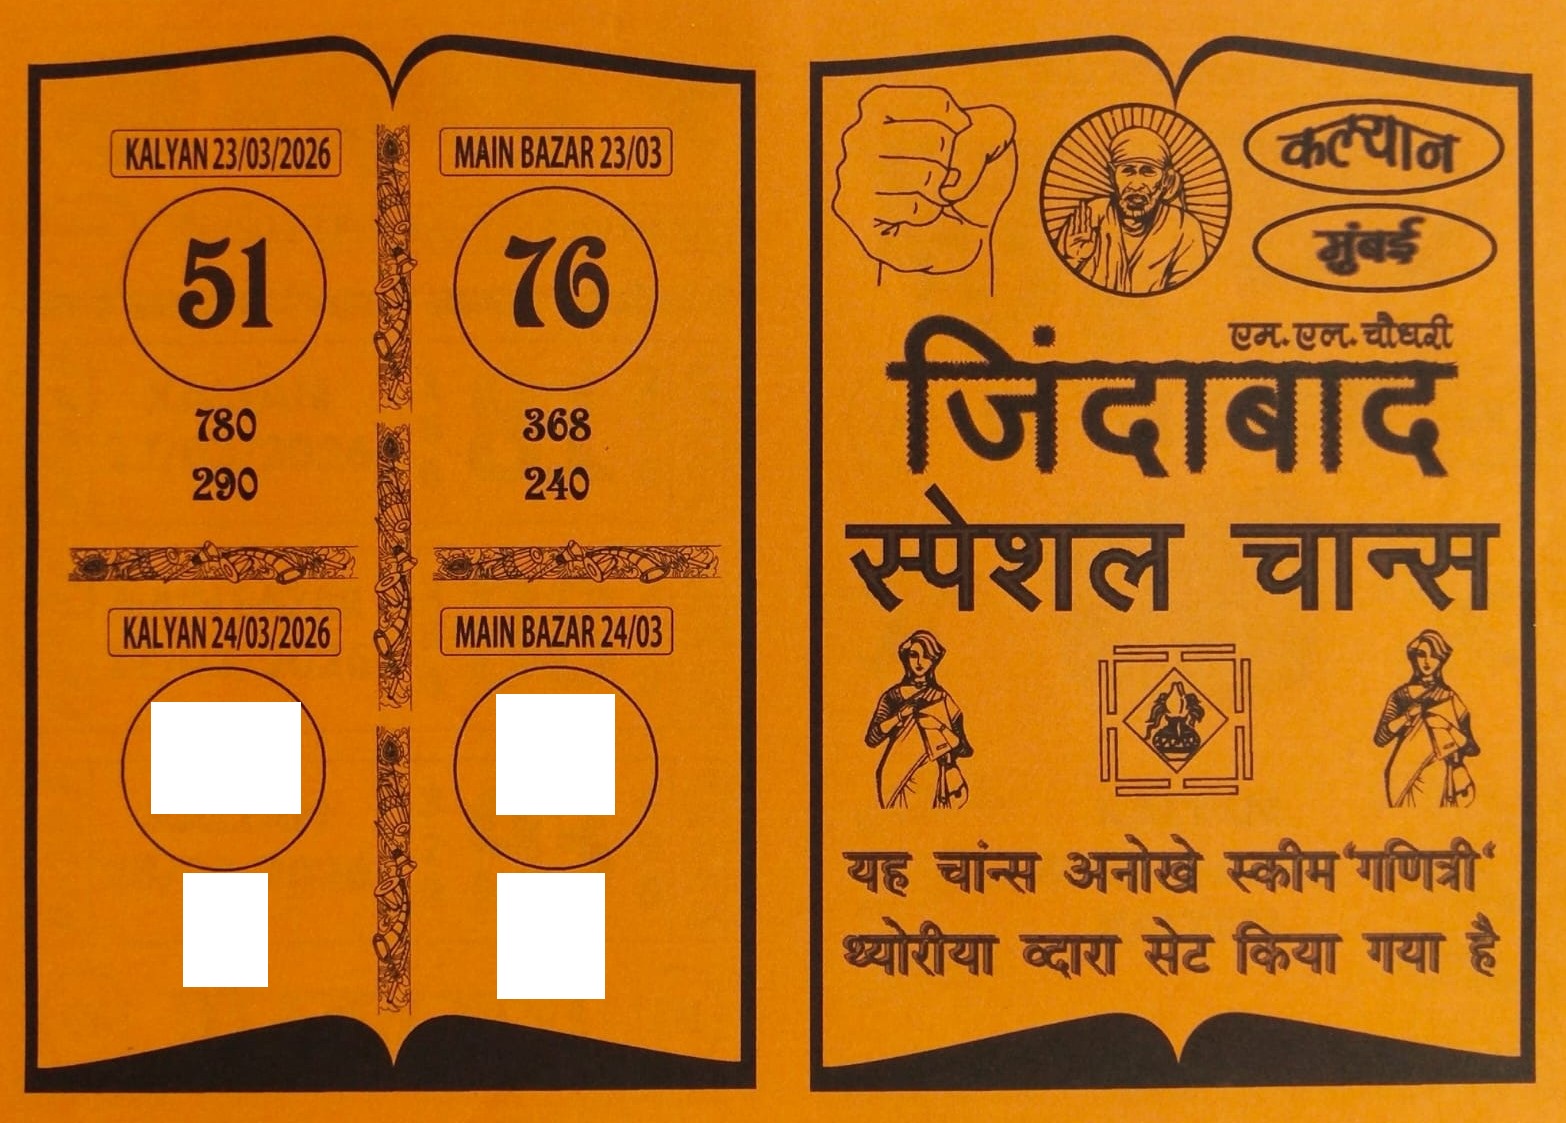 KALYAN 23/03/2026
51
780
290
MAIN BAZAR 23/03
76
368
240
KALYAN 24/03/2026
MAIN BAZAR 24/03
कल्यान
मुंबई
एम. एल. चौधरी
जिंदाबाद
स्पेशल चान्स
यह चांन्स अनोखे स्कीम ‘गणित्री‘
थ्योरीया व्दारा सेट किया गया है